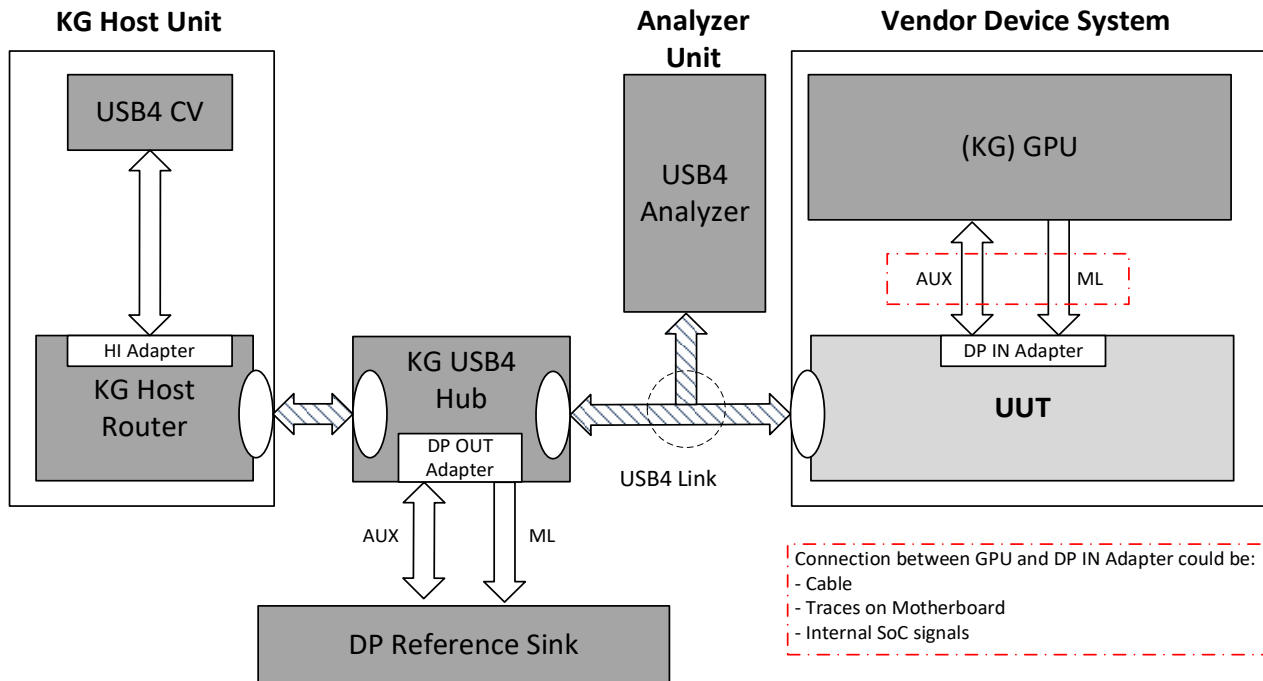 KG Host Unit
Analyzer
Unit
Vendor Device System
USB4 CV
USB4
Analyzer
(KG) GPU
AUX
ML
HI Adapter
KG Host
Router
KG USB4
Hub
DP OUT
Adapter
DP IN Adapter
UUT
USB4 Link
AUX
ML
DP Reference Sink
Connection between GPU and DP IN Adapter could be:
- Cable
- Traces on Motherboard
- Internal SoC signals